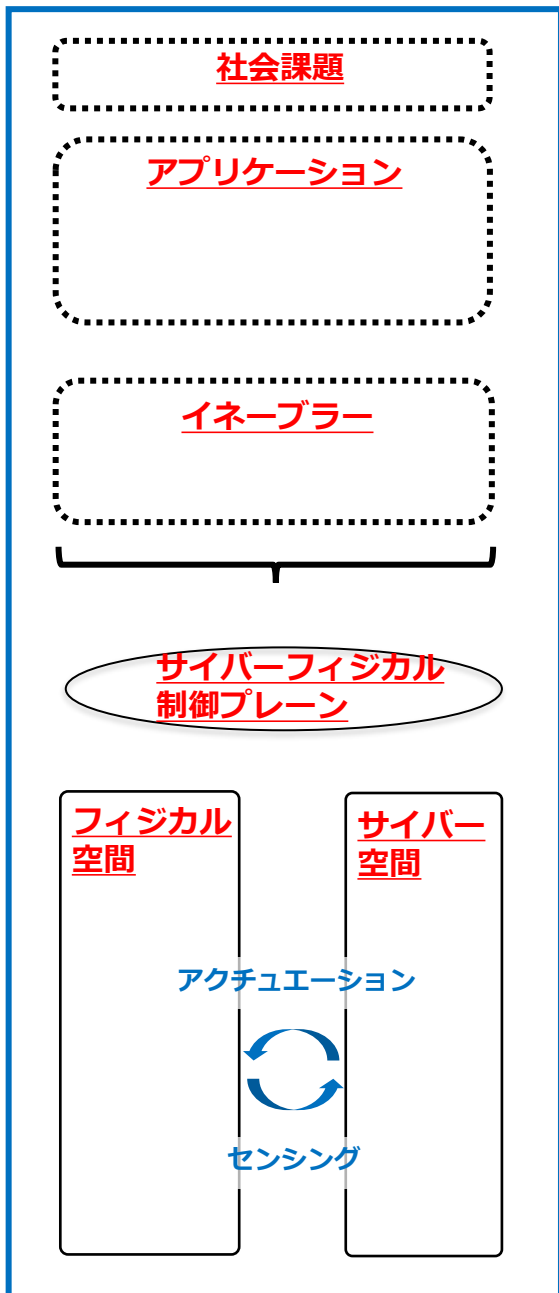 社会課題
アプリケーション
イネーブラー
サイバーフィジカル
制御プレーン
フィジカル
空間
サイバー
空間
アクチュエーション
センシング